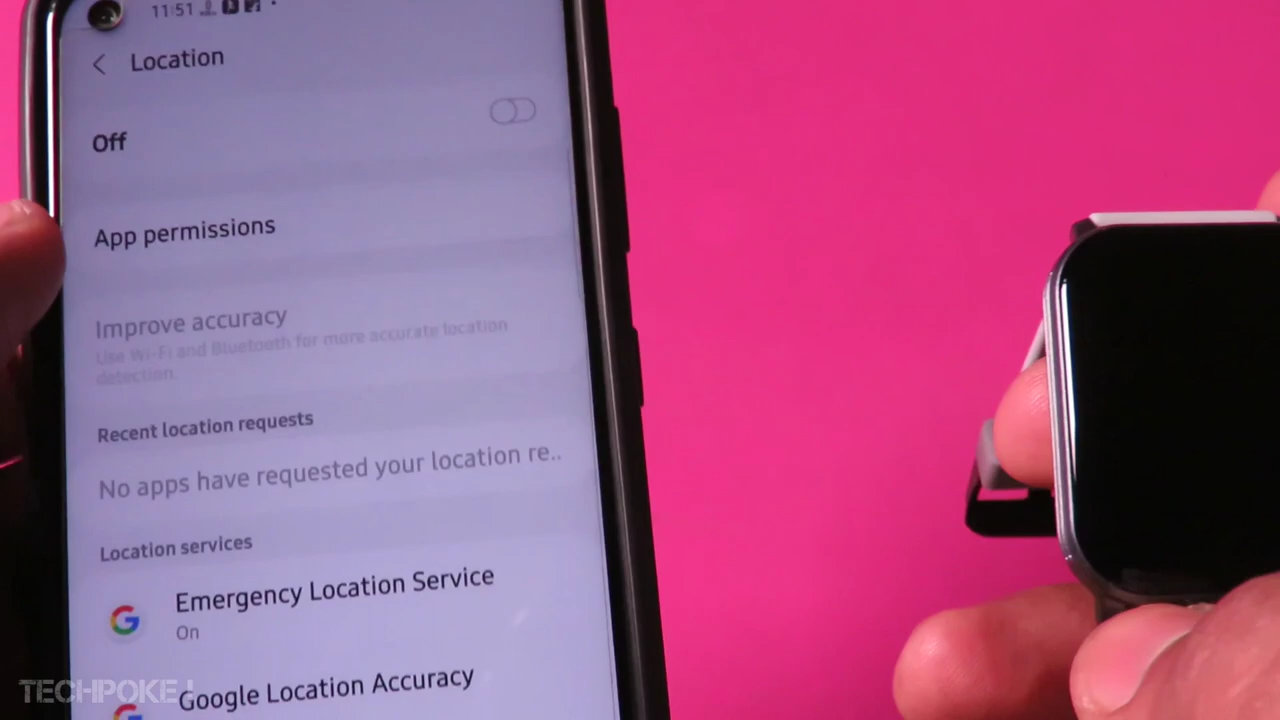 11:51
Location
Off
App permissions
Improve accuracy
Use Wi-Fi and Bluetooth for more accurate location
detection.
Recent location requests
No apps have requested your location re..
Location services
Emergency Location Service
On
Google Location Accuracy
TECHPOKE